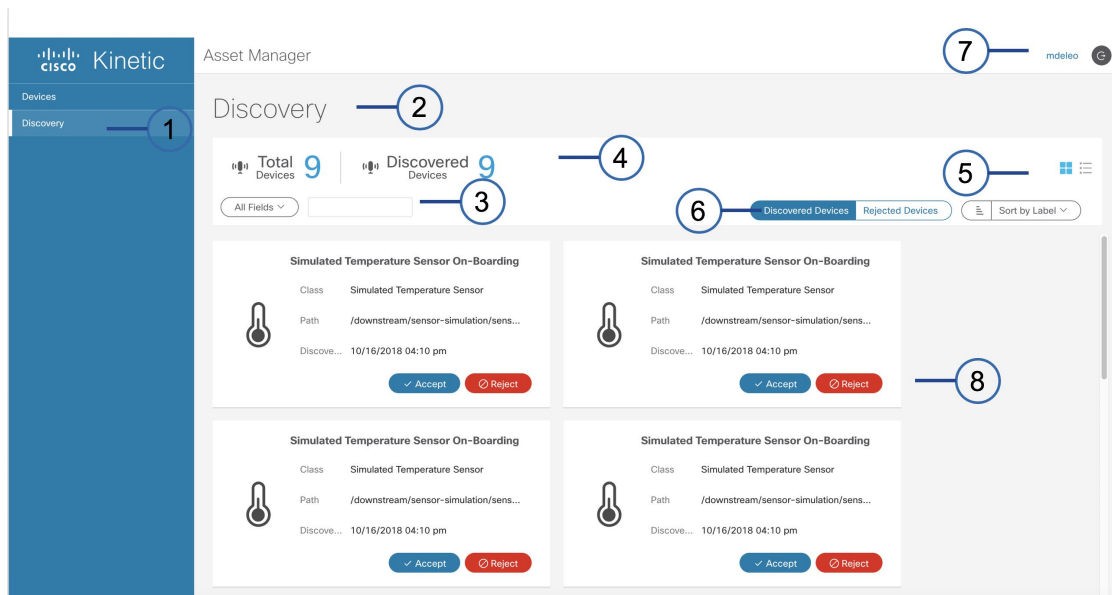 cisco Kinetic
Asset Manager
7
mdeleo
Devices
Discovery
1
Discovery
2
Total Devices 9
Discovered Devices 9
4
5
All Fields
3
6
Discovered Devices
Rejected Devices
Sort by Label
Simulated Temperature Sensor On-Boarding
Class Simulated Temperature Sensor
Path /downstream/sensor-simulation/sens...
Discove... 10/16/2018 04:10 pm
Accept Reject
Simulated Temperature Sensor On-Boarding
Class Simulated Temperature Sensor
Path /downstream/sensor-simulation/sens...
Discove... 10/16/2018 04:10 pm
Accept Reject
8
Simulated Temperature Sensor On-Boarding
Class Simulated Temperature Sensor
Path /downstream/sensor-simulation/sens...
Discove... 10/16/2018 04:10 pm
Accept Reject
Simulated Temperature Sensor On-Boarding
Class Simulated Temperature Sensor
Path /downstream/sensor-simulation/sens...
Discove... 10/16/2018 04:10 pm
Accept Reject